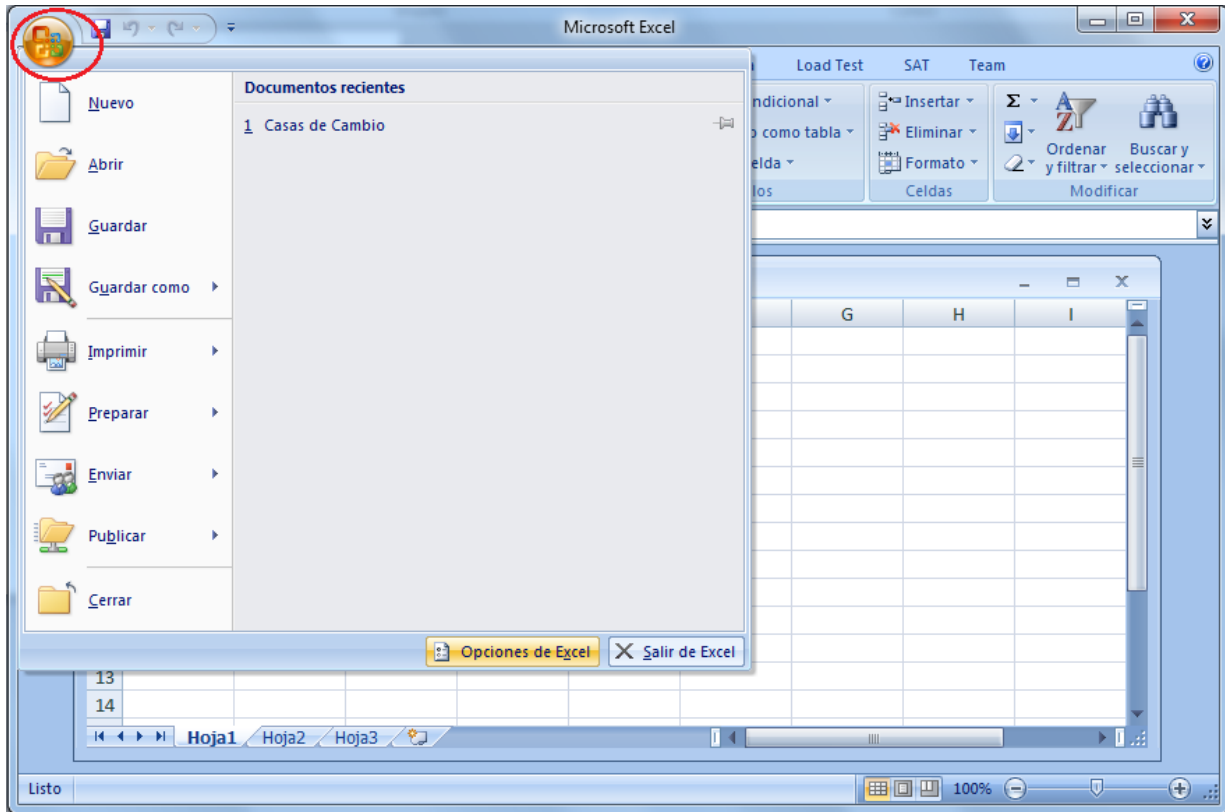 Microsoft Excel
Load Test SAT Team
Nuevo
Abrir
Guardar
Guardar como
Imprimir
Preparar
Enviar
Publicar
Cerrar
Documentos recientes
1 Casas de Cambio
Opciones de Excel
Salir de Excel
ndicional
como tabla
elda
los
Insertar
Eliminar
Formato
Celdas
Σ
Ordenar
y filtrar
Buscar y
seleccionar
Modificar
G H I
13
14
Hoja1 Hoja2 Hoja3
Listo
100%